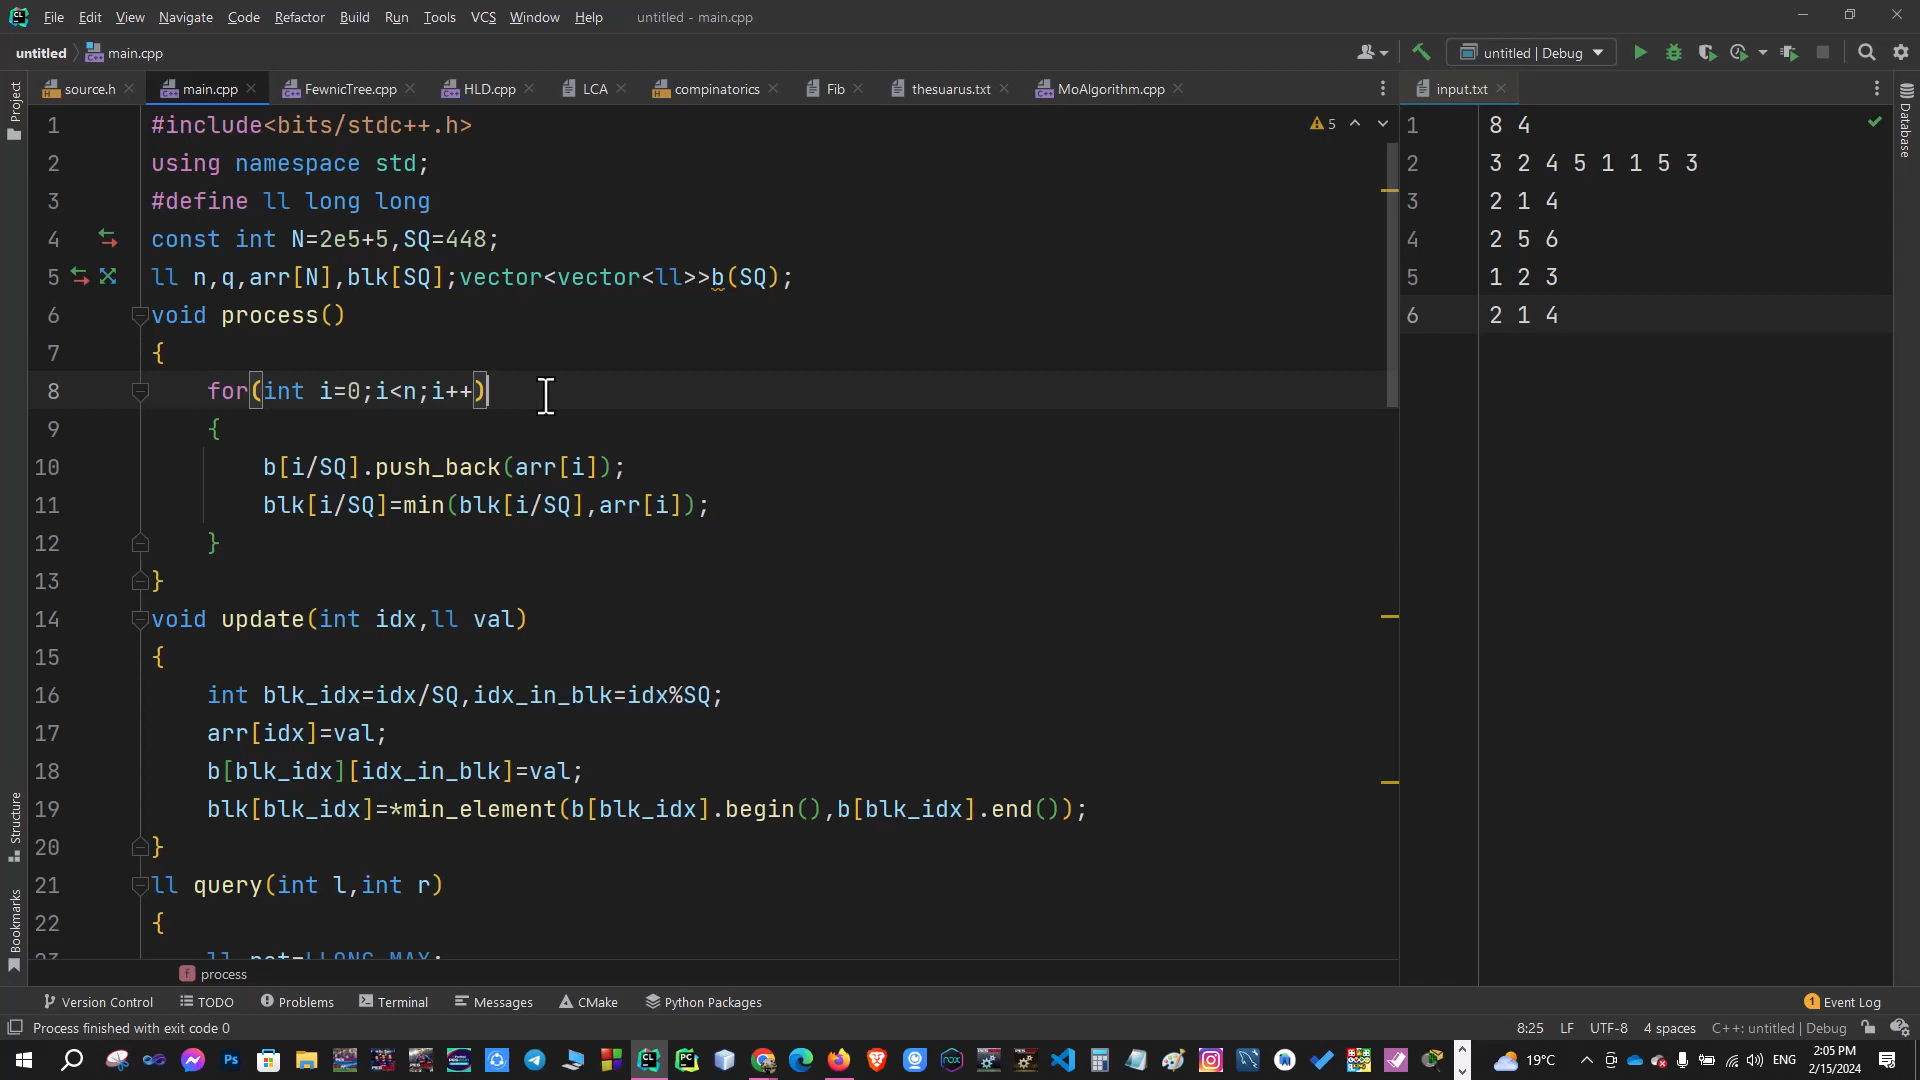 File Edit View Navigate Code Refactor Build Run Tools VCS Window Help untitled - main.cpp
untitled main.cpp untitled | Debug
source.h main.cpp FewnicTree.cpp HLD.cpp LCA compinatorics Fib thesuarus.txt MoAlgorithm.cpp input.txt
Project
Structure
Bookmarks
Database
5
1 #include<bits/stdc++.h>
2 using namespace std;
3 #define ll long long
4 const int N=2e5+5,SQ=448;
5 ll n,q,arr[N],blk[SQ];vector<vector<ll>>b(SQ);
6 void process()
7 {
8 for(int i=0;i<n;i++)
9 {
10 b[i/SQ].push_back(arr[i]);
11 blk[i/SQ]=min(blk[i/SQ],arr[i]);
12 }
13 }
14 void update(int idx,ll val)
15 {
16 int blk_idx=idx/SQ,idx_in_blk=idx%SQ;
17 arr[idx]=val;
18 b[blk_idx][idx_in_blk]=val;
19 blk[blk_idx]=*min_element(b[blk_idx].begin(),b[blk_idx].end());
20 }
21 ll query(int l,int r)
22 {
23 ll ret=LLONG_MAX;
1 8 4
2 3 2 4 5 1 1 5 3
3 2 1 4
4 2 5 6
5 1 2 3
6 2 1 4
f process
Version Control TODO Problems Terminal Messages CMake Python Packages 1 Event Log
Process finished with exit code 0 8:25 LF UTF-8 4 spaces C++: untitled | Debug
19°C ENG 2:05 PM
2/15/2024